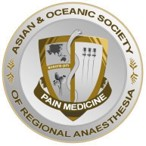 ASIAN & OCEANIC SOCIETY
PAIN MEDICINE
OF REGIONAL ANAESTHESIA